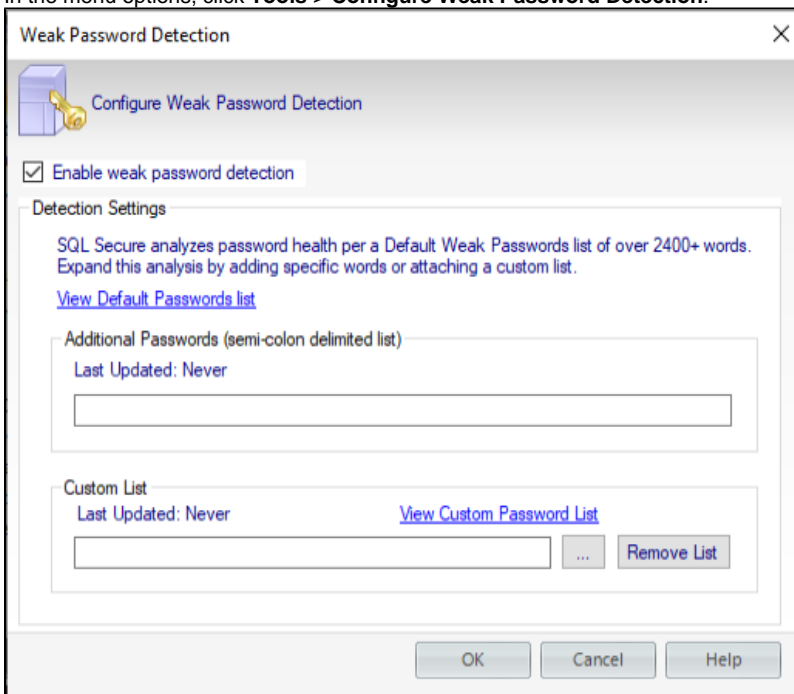 In the menu options, click Tools > Configure Weak Password Detection.
Weak Password Detection
Configure Weak Password Detection
Enable weak password detection
Detection Settings
SQL Secure analyzes password health per a Default Weak Passwords list of over 2400+ words.
Expand this analysis by adding specific words or attaching a custom list.
View Default Passwords list
Additional Passwords (semi-colon delimited list)
Last Updated: Never
Custom List
Last Updated: Never View Custom Password List
... Remove List
OK Cancel Help